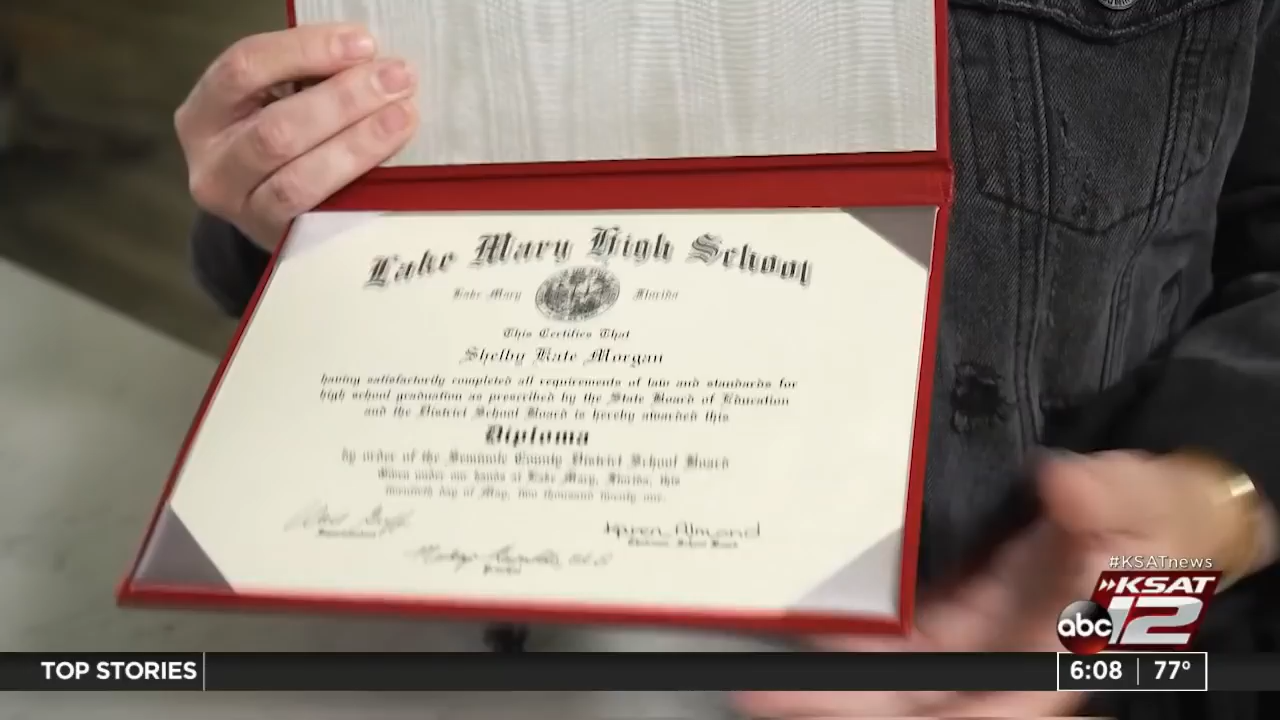 Lake Mary High School
Lake Mary Florida
This Certifies That
Shelby Kate Morgan
having satisfactorily completed all requirements of law and standards for
high school graduation as prescribed by the State Board of Education
and the District School Board is hereby awarded this
Diploma
by order of the Seminole County District School Board
Given under our hands at Lake Mary, Florida, this
twentieth day of May, two thousand twenty one.
Karen Almond
#KSATnews
KSAT
abc 12
TOP STORIES
6:08 77°